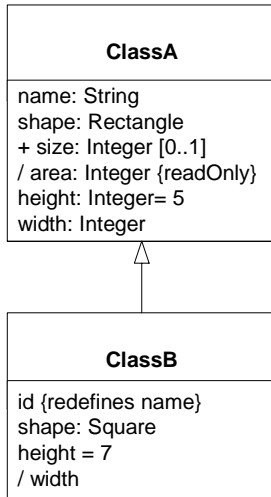 ClassA
name: String
shape: Rectangle
+ size: Integer [0..1]
/ area: Integer {readOnly}
height: Integer= 5
width: Integer
ClassB
id {redefines name}
shape: Square
height = 7
/ width